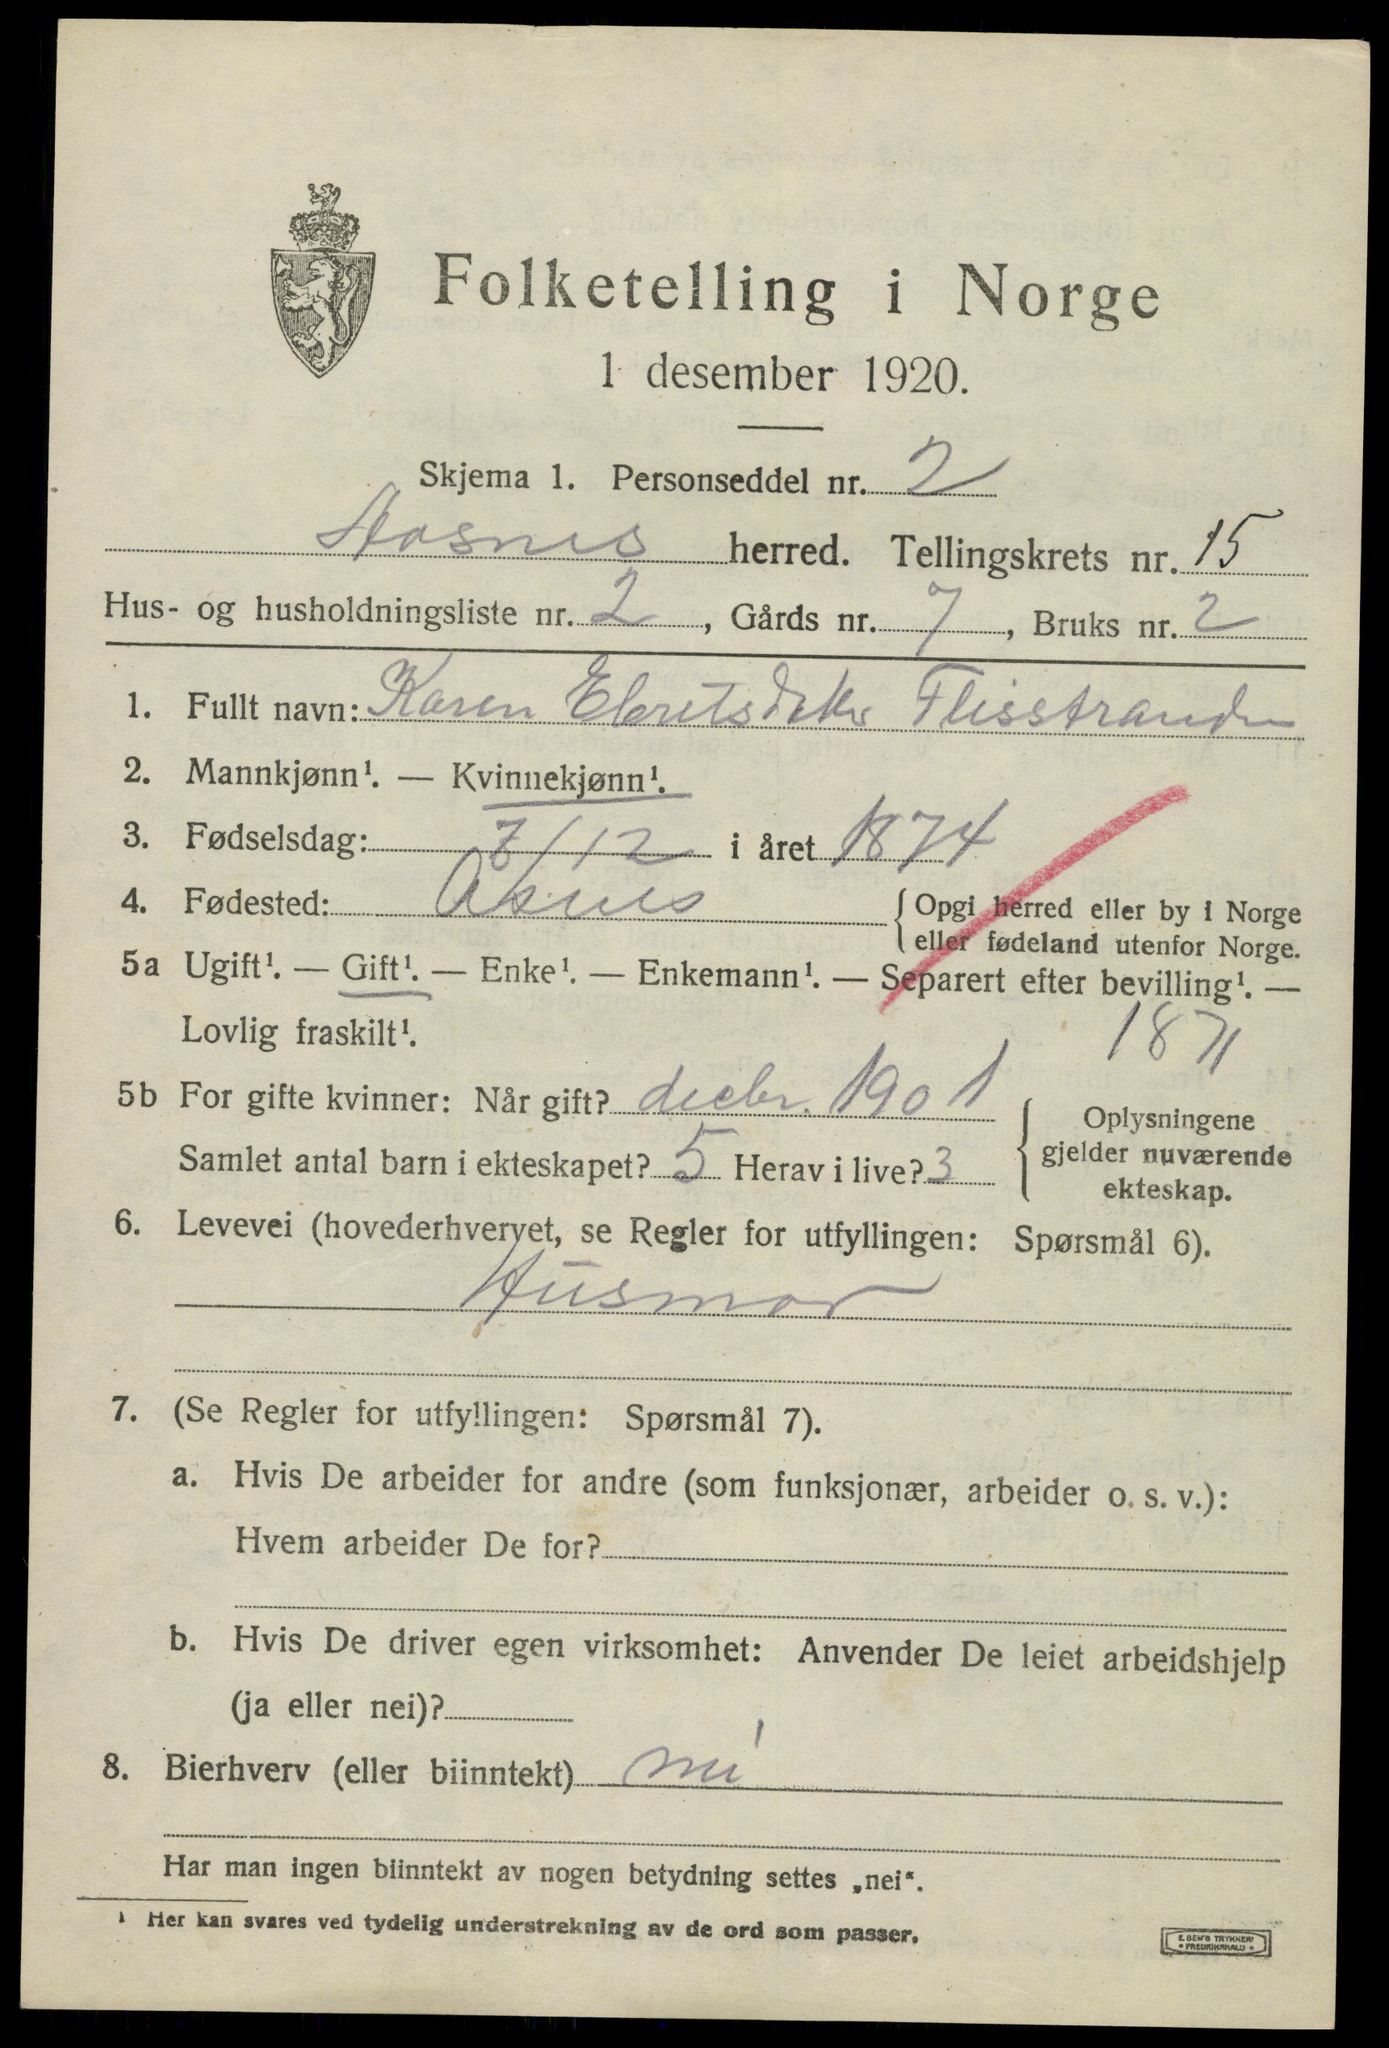 Folketelling i Norge
1 desember 1920.
Skjema 1. Personseddel nr. 2
Aasnes herred. Tellingskrets nr. 15
Hus- og husholdningsliste nr. 2, Gårds nr. 7, Bruks nr. 2
1. Fullt navn: Karen Flisstranden
2. Mannkjønn¹. — Kvinnekjønn¹.
3. Fødselsdag: 7/12 i året 1874
4. Fødested: Åsnes { Opgi herred eller by i Norge
eller fødeland utenfor Norge.
5a Ugift¹. — Gift¹. — Enke¹. — Enkemann¹. — Separert efter bevilling¹. —
Lovlig fraskilt¹.
1871
5b For gifte kvinner: Når gift? decbr. 1901
Samlet antal barn i ekteskapet? 5 Herav i live? 3
{ Oplysningene
gjelder nuværende
ekteskap.
6. Levevei (hovederhvervet, se Regler for utfyllingen: Spørsmål 6).
Husmor
7. (Se Regler for utfyllingen: Spørsmål 7).
a. Hvis De arbeider for andre (som funksjonær, arbeider o. s. v.):
Hvem arbeider De for?
b. Hvis De driver egen virksomhet: Anvender De leiet arbeidshjelp
(ja eller nei)?
8. Bierhverv (eller biinntekt) nei
Har man ingen biinntekt av nogen betydning settes „nei“.
¹ Her kan svares ved tydelig understrekning av de ord som passer.
E. SEM'S TRYKKERI
• FREDRIKSHALD •